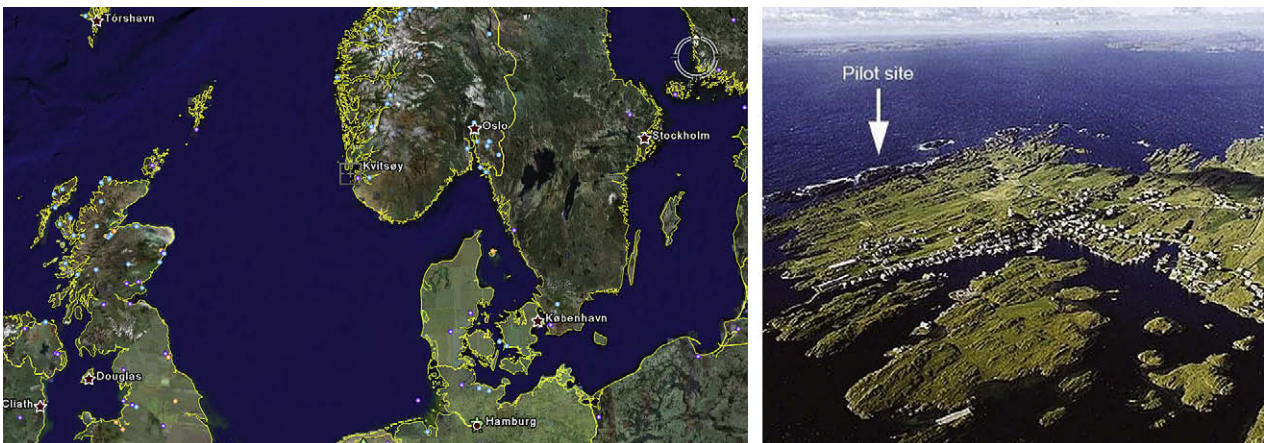 Tórshavn
Oslo
Stockholm
Kvitsøy
København
Douglas
Cliath
Hamburg
Pilot site